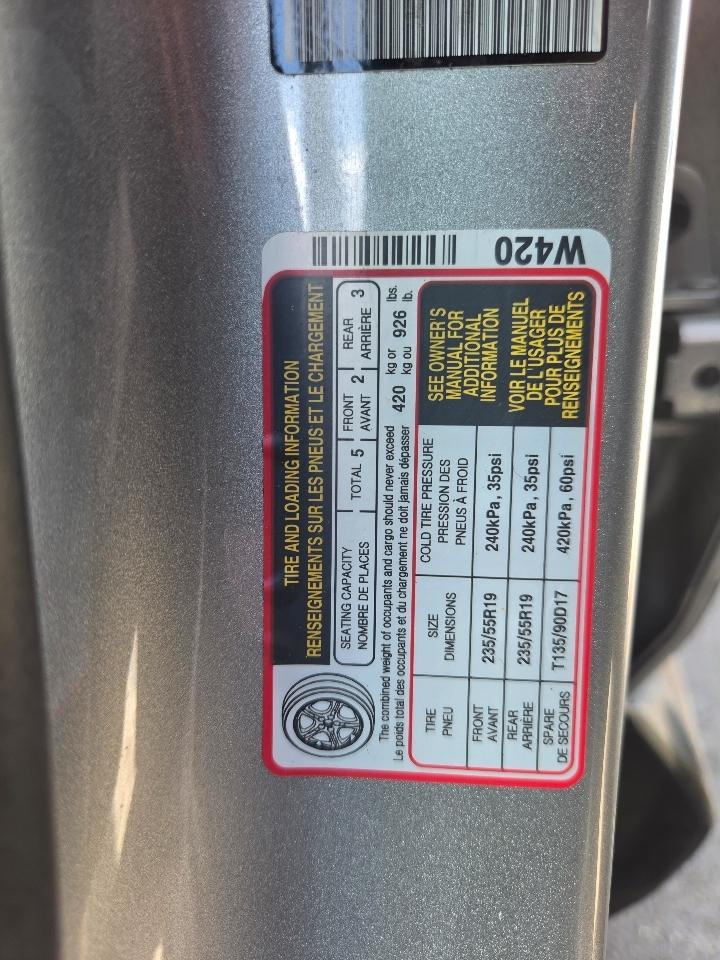 TIRE AND LOADING INFORMATION
RENSEIGNEMENTS SUR LES PNEUS ET LE CHARGEMENT
SEATING CAPACITY
NOMBRE DE PLACES
TOTAL 5
FRONT
AVANT
2
REAR
ARRIÈRE
3
The combined weight of occupants and cargo should never exceed 420 kg or 926 lbs.
Le poids total des occupants et du chargement ne doit jamais dépasser kg ou lb.
TIRE
PNEU
SIZE
DIMENSIONS
COLD TIRE PRESSURE
PRESSION DES
PNEUS À FROID
FRONT
AVANT
235/55R19
240kPa, 35psi
REAR
ARRIÈRE
235/55R19
240kPa, 35psi
SPARE
DE SECOURS
T135/90D17
420kPa, 60psi
SEE OWNER'S
MANUAL FOR
ADDITIONAL
INFORMATION
VOIR LE MANUEL
DE L'USAGER
POUR PLUS DE
RENSEIGNEMENTS
W420